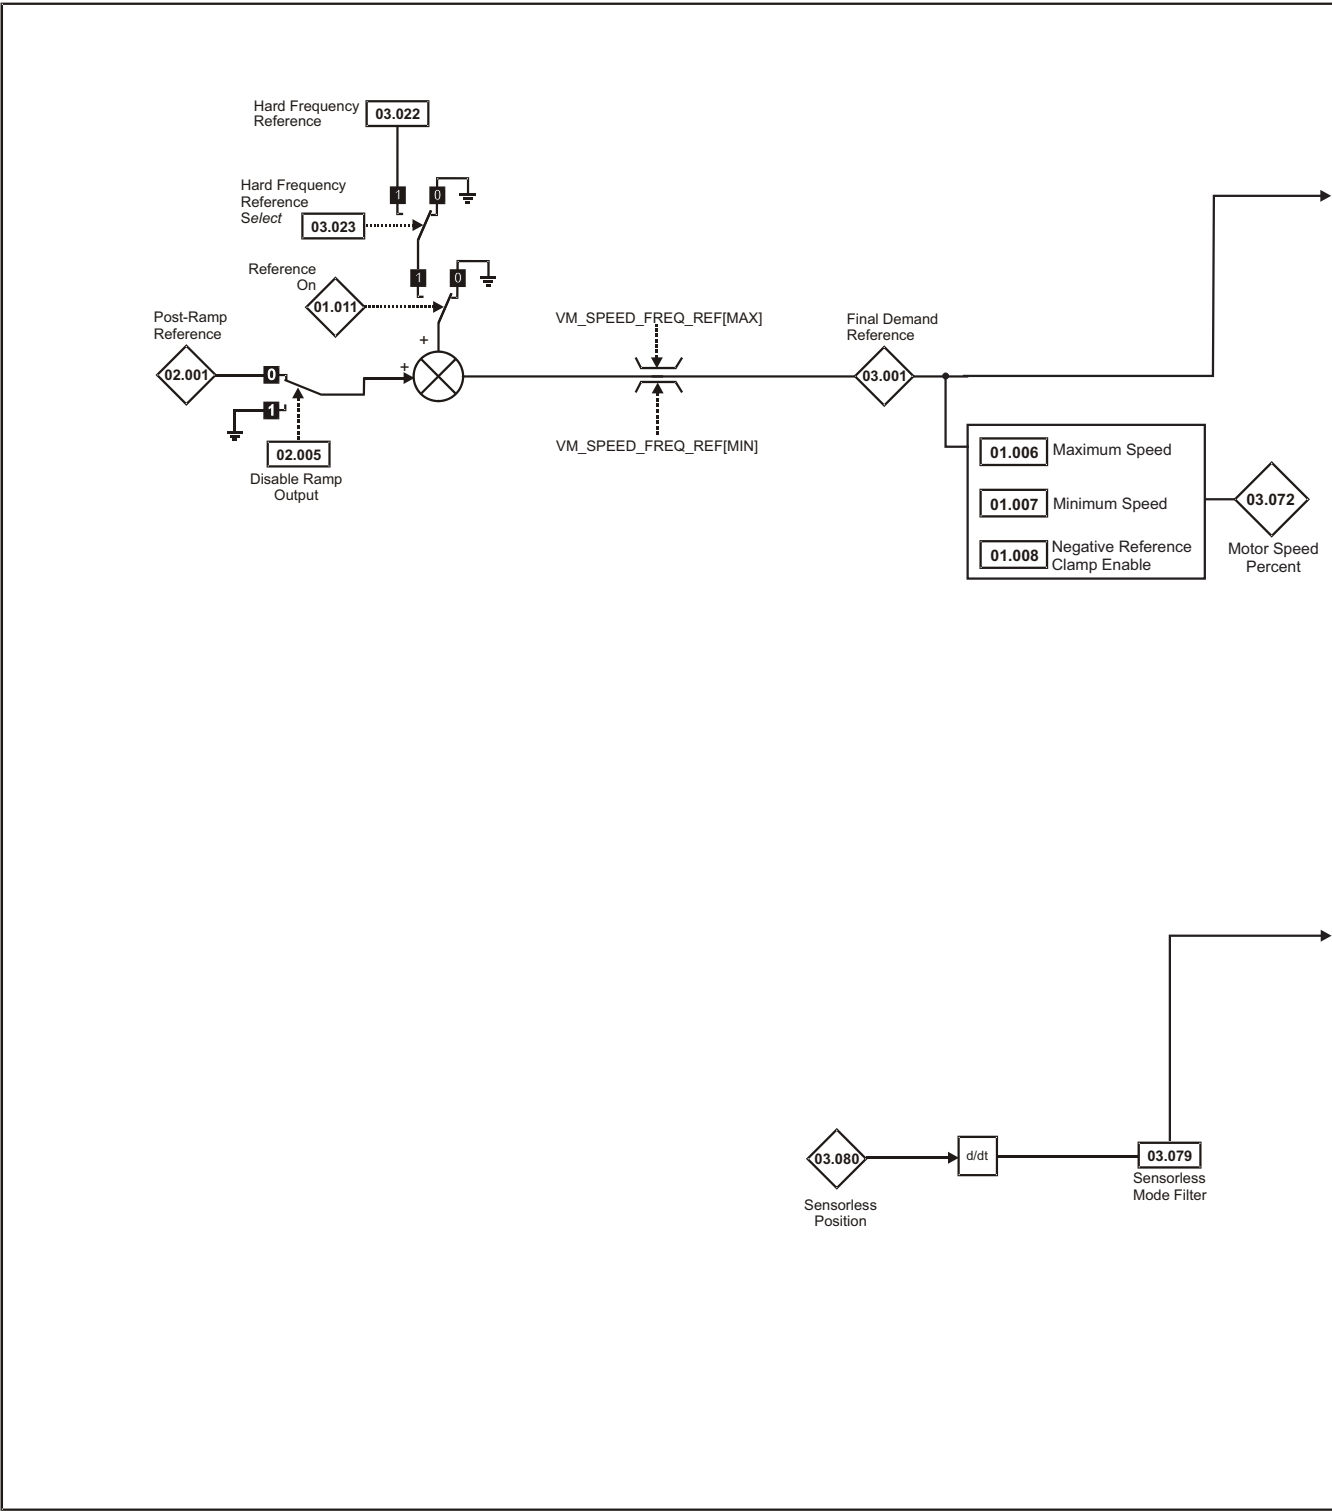 Hard Frequency
Reference
03.022
1
0
Hard Frequency
Reference
Select
03.023
Reference
On
1
0
01.011
Post-Ramp
Reference
02.001
0
1
02.005
Disable Ramp
Output
+
+
VM_SPEED_FREQ_REF[MAX]
VM_SPEED_FREQ_REF[MIN]
Final Demand
Reference
03.001
01.006 Maximum Speed
01.007 Minimum Speed
01.008 Negative Reference
Clamp Enable
03.072
Motor Speed
Percent
03.080
Sensorless
Position
d/dt
03.079
Sensorless
Mode Filter